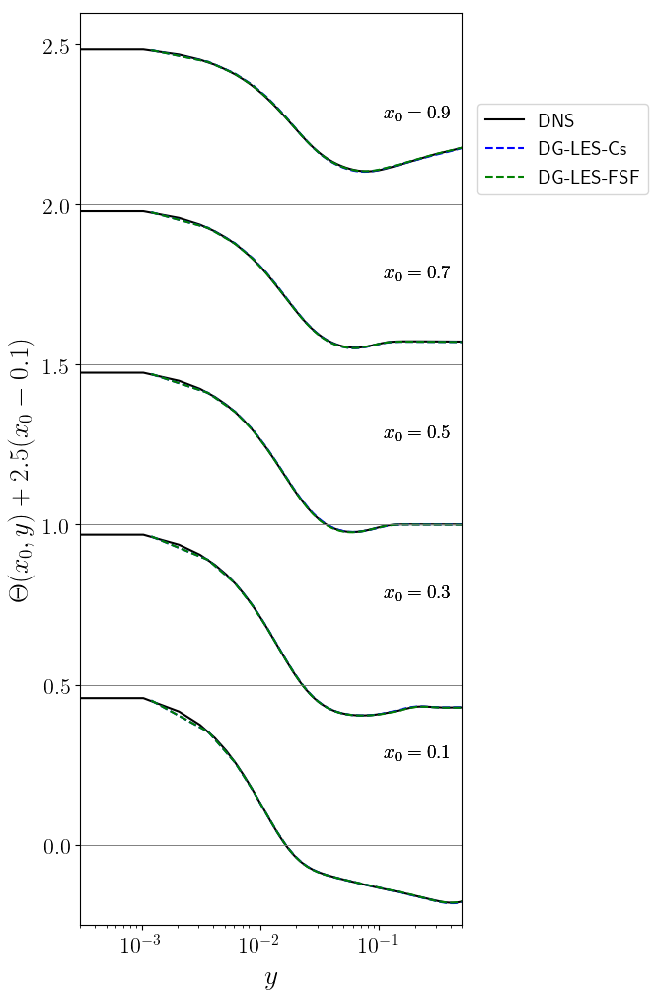 2.5
x₀ = 0.9
DNS
DG-LES-Cs
DG-LES-FSF
2.0
x₀ = 0.7
1.5
x₀ = 0.5
Θ(x₀, y) + 2.5(x₀ − 0.1)
1.0
x₀ = 0.3
0.5
x₀ = 0.1
0.0
10⁻³ 10⁻² 10⁻¹
y